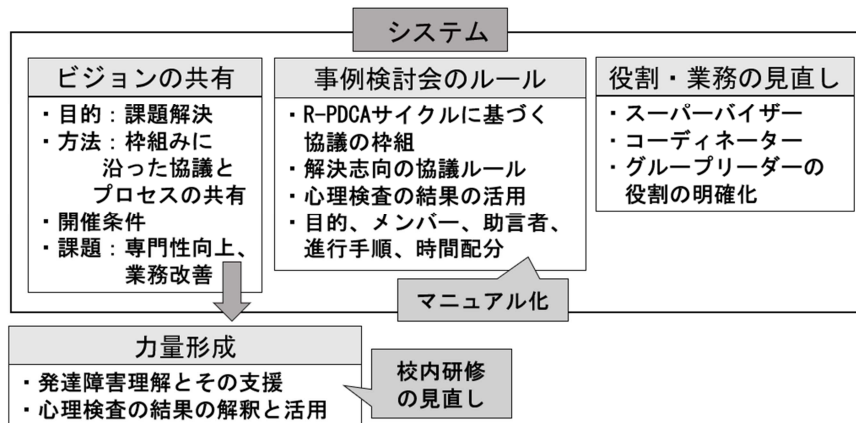 システム
ビジョンの共有
・目的：課題解決
・方法：枠組みに
沿った協議と
プロセスの共有
・開催条件
・課題：専門性向上、
業務改善
事例検討会のルール
・R-PDCAサイクルに基づく
協議の枠組
・解決志向の協議ルール
・心理検査の結果の活用
・目的、メンバー、助言者、
進行手順、時間配分
マニュアル化
役割・業務の見直し
・スーパーバイザー
・コーディネーター
・グループリーダーの
役割の明確化
力量形成
・発達障害理解とその支援
・心理検査の結果の解釈と活用
校内研修
の見直し